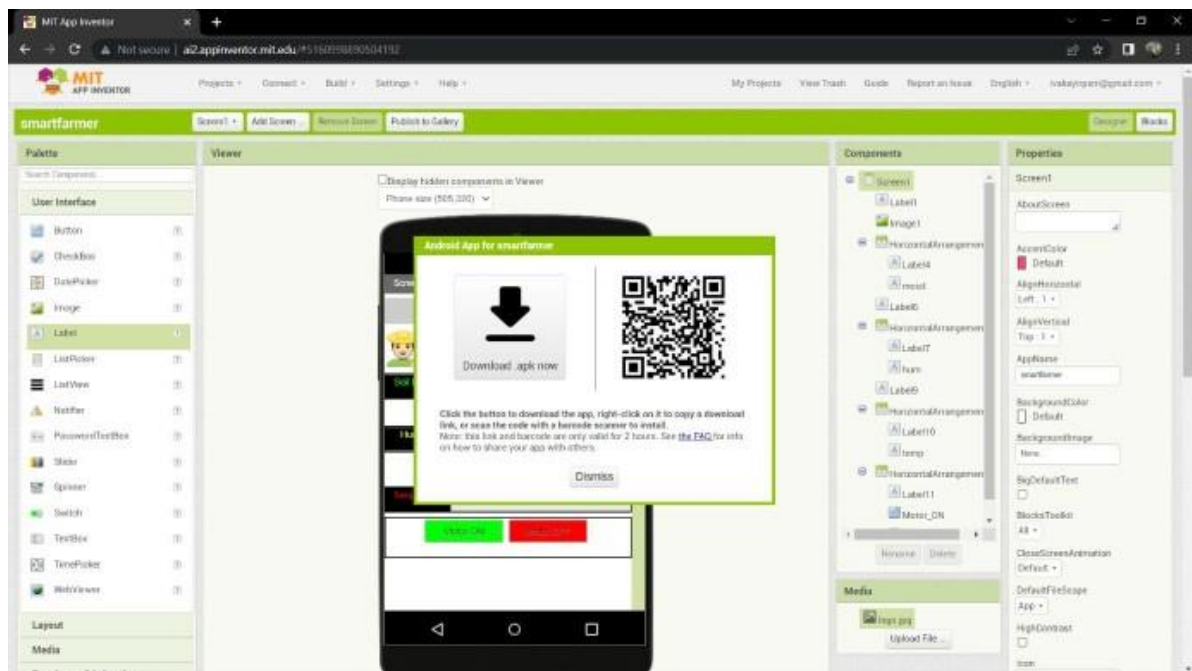 MIT App Inventor
Not secure | ai2.appinventor.mit.edu/
MIT
APP INVENTOR
Projects
Connect
Build
Settings
Help
My Projects
View Trash
Guide
Report an Issue
English
smartfarmer
Screen1
Add Screen ...
Remove Screen
Publish to Gallery
Designer
Blocks
Palette
Search Components...
User Interface
Button
CheckBox
DatePicker
Image
Label
ListPicker
ListView
Notifier
PasswordTextBox
Slider
Spinner
Switch
TextBox
TimePicker
WebViewer
Layout
Media
Viewer
Display hidden components in Viewer
Phone size (505,320)
Android App for smartfarmer
Download .apk now
Click the button to download the app, right-click on it to copy a download
link, or scan the code with a barcode scanner to install.
Note: this link and barcode are only valid for 2 hours. See the FAQ for info
on how to share your app with others.
Dismiss
Components
Screen1
Label1
Image1
HorizontalArrangemen
Label4
moist
Label6
HorizontalArrangemen
Label7
hum
Label9
HorizontalArrangemen
Label10
temp
HorizontalArrangemen
Label11
Motor_ON
Rename
Delete
Media
Upload File ...
Properties
Screen1
AboutScreen
AccentColor
Default
AlignHorizontal
Left : 1
AlignVertical
Top : 1
AppName
smartfarmer
BackgroundColor
Default
BackgroundImage
None...
BigDefaultText
BlocksToolkit
All
CloseScreenAnimation
Default
DefaultFileScope
App
HighContrast
Icon